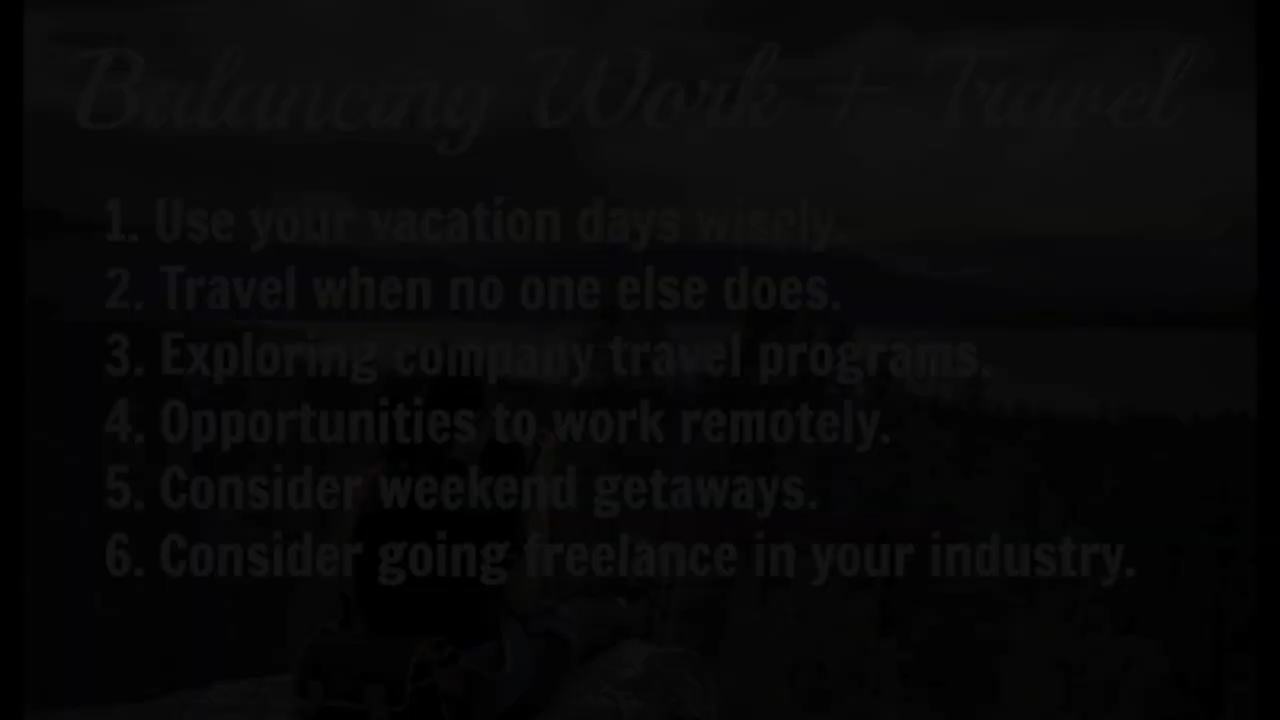 Balancing Work + Travel
1. Use your vacation days wisely.
2. Travel when no one else does.
3. Exploring company travel programs.
4. Opportunities to work remotely.
5. Consider weekend getaways.
6. Consider going freelance in your industry.